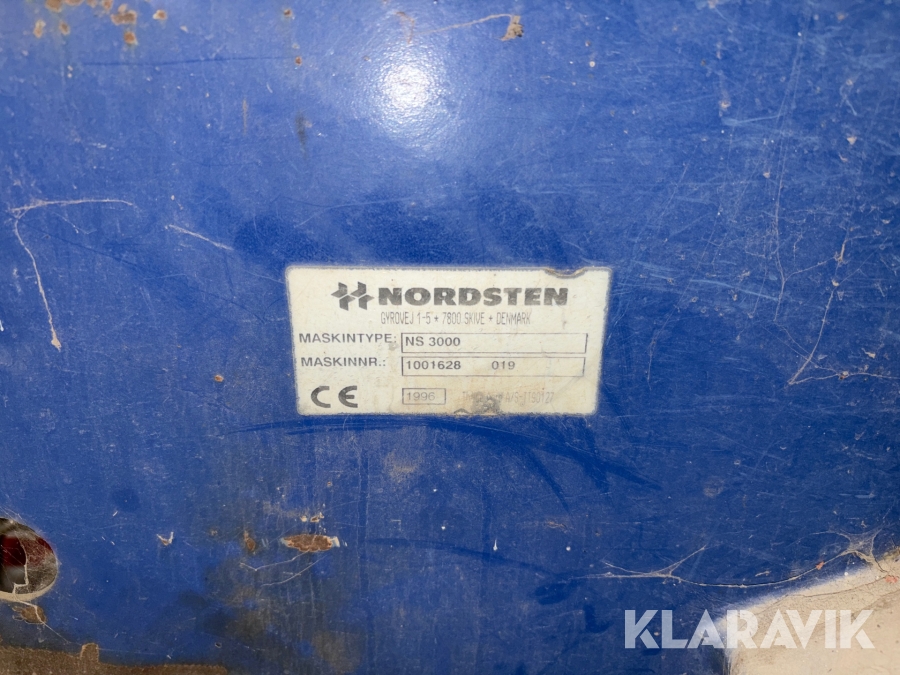 NORDSTEN
GYROVEJ 1-5 + 7800 SKIVE + DENMARK
MASKINTYPE: NS 3000
MASKINNR.: 1001628 019
CE 1996
KLARAVIK